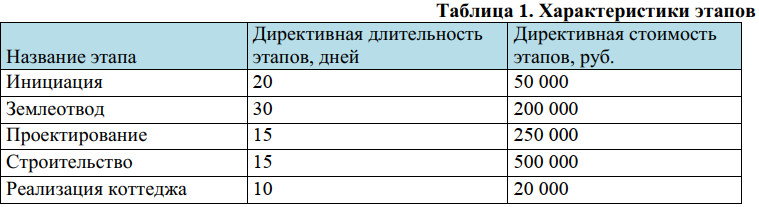 Таблица 1. Характеристики этапов
Название этапа Директивная длительность этапов, дней Директивная стоимость этапов, руб.
Инициация 20 50 000
Землеотвод 30 200 000
Проектирование 15 250 000
Строительство 15 500 000
Реализация коттеджа 10 20 000